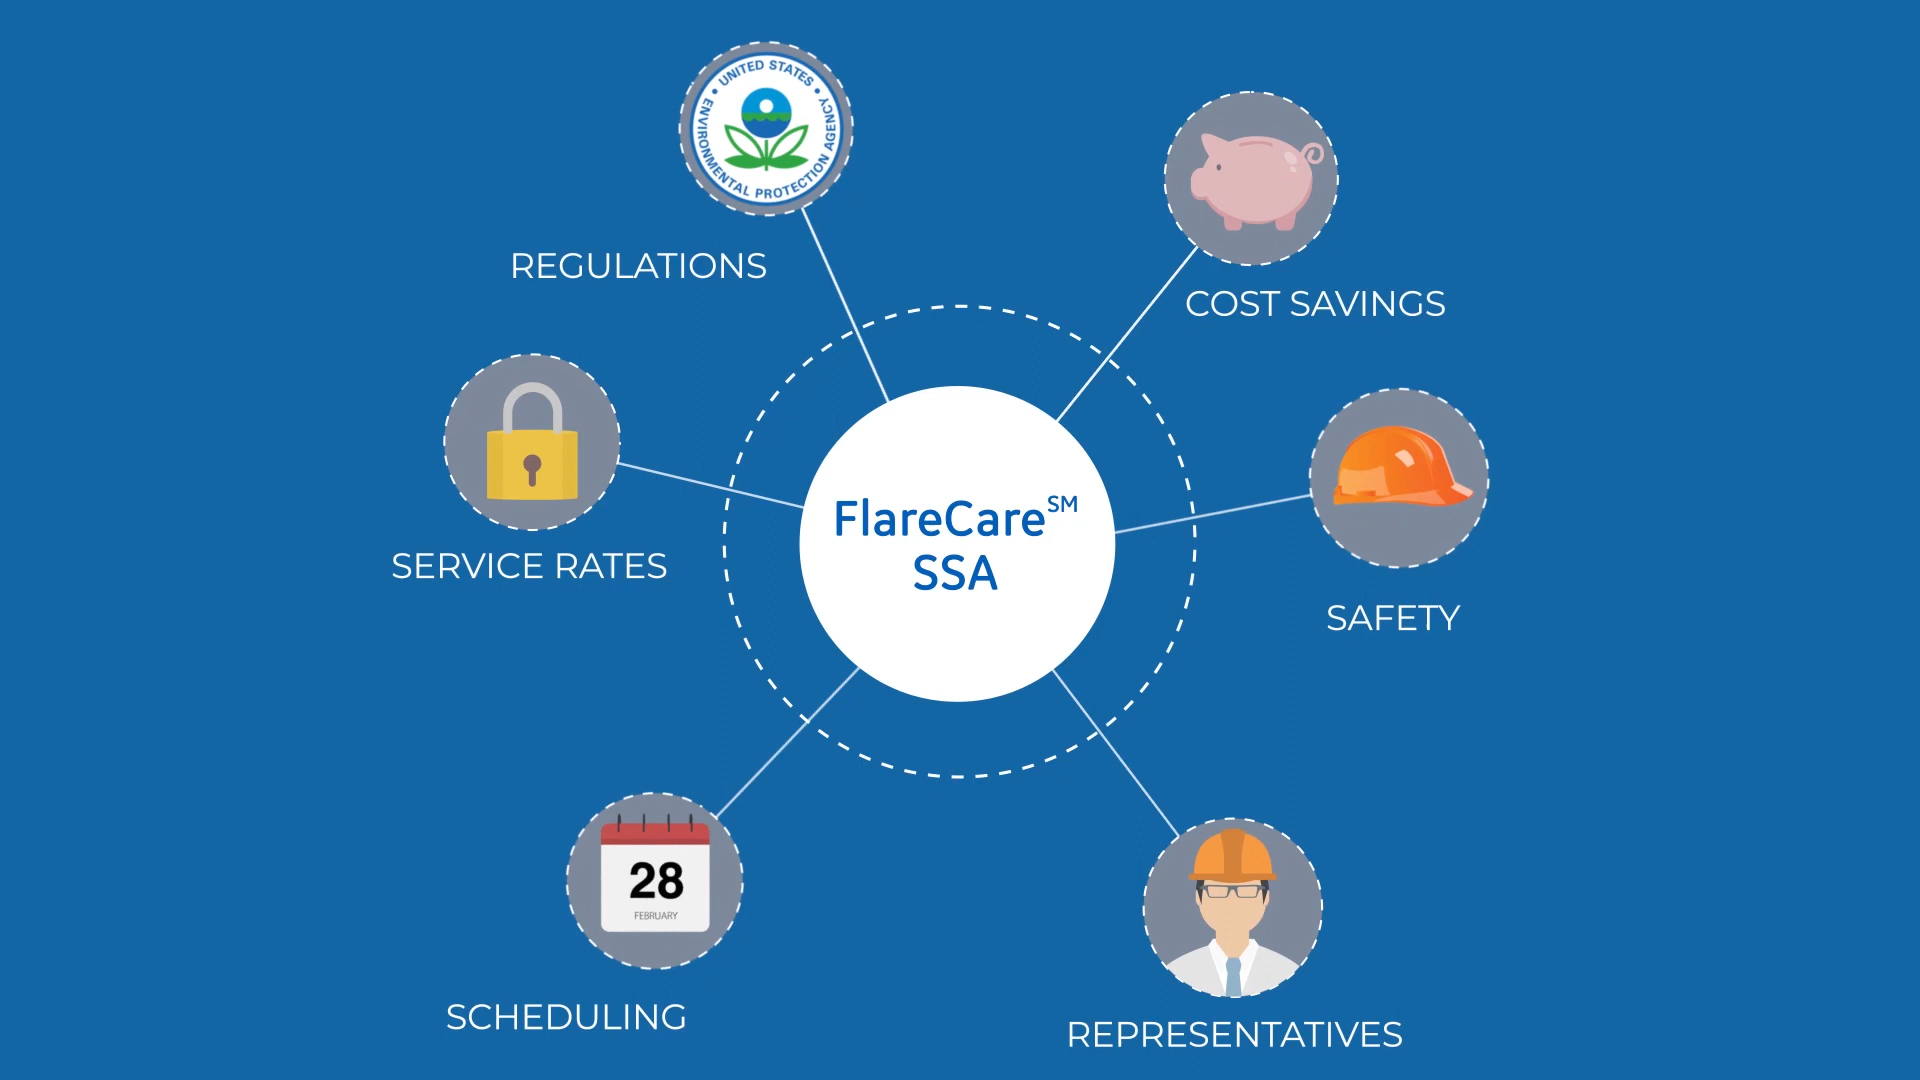 UNITED STATES
ENVIRONMENTAL PROTECTION AGENCY
REGULATIONS
COST SAVINGS
SERVICE RATES
FlareCare℠
SSA
SAFETY
28
FEBRUARY
SCHEDULING
REPRESENTATIVES